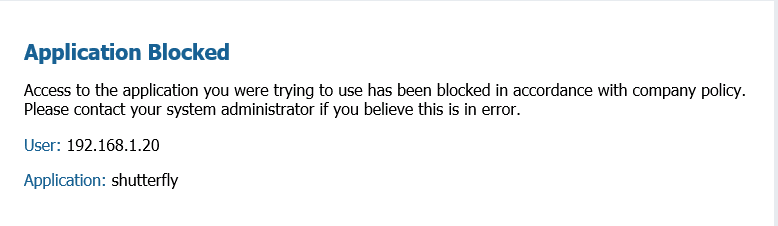 Application Blocked
Access to the application you were trying to use has been blocked in accordance with company policy.
Please contact your system administrator if you believe this is in error.
User: 192.168.1.20
Application: shutterfly